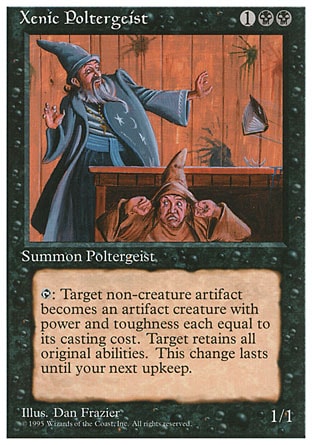 Xenic Poltergeist 1
Summon Poltergeist
: Target non-creature artifact
becomes an artifact creature with
power and toughness each equal to
its casting cost. Target retains all
original abilities. This change lasts
until your next upkeep.
Illus. Dan Frazier
©1995 Wizards of the Coast, Inc. All rights reserved.
1/1